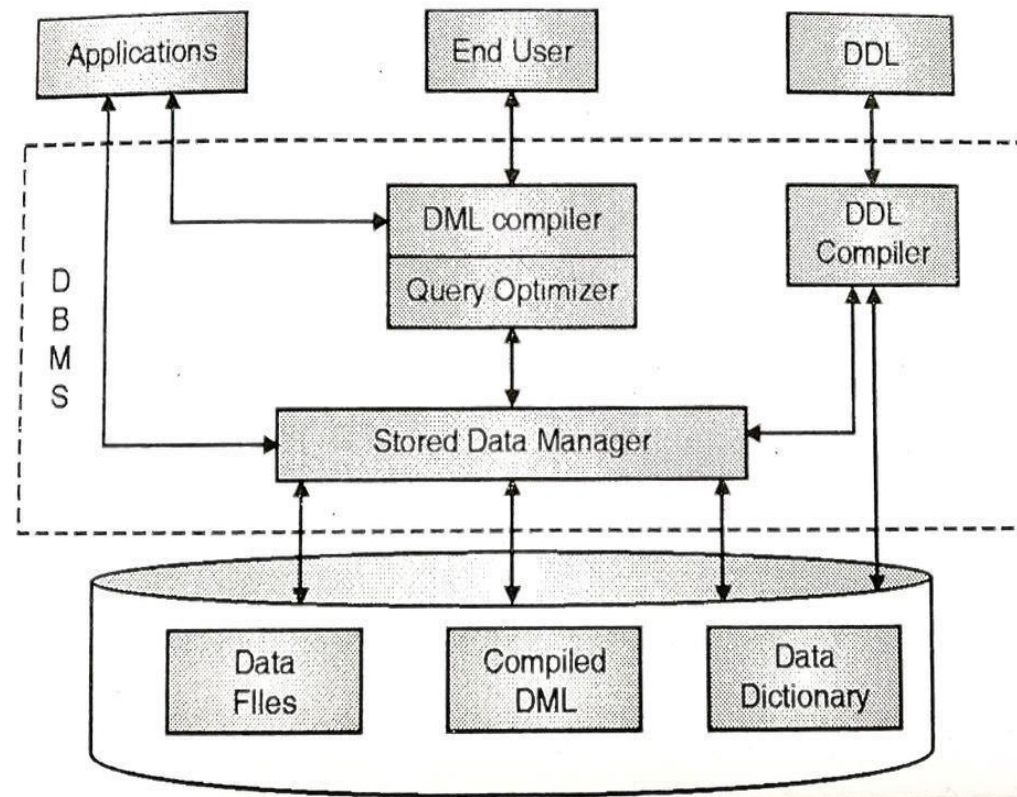 Applications
End User
DDL
DML compiler
Query Optimizer
DDL
Compiler
D
B
M
S
Stored Data Manager
Data
FIles
Compiled
DML
Data
Dictionary